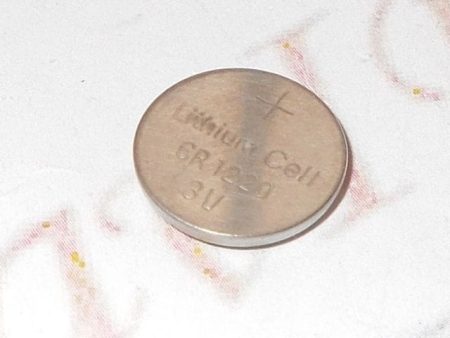 +
Lithium Cell
CR1220
3V